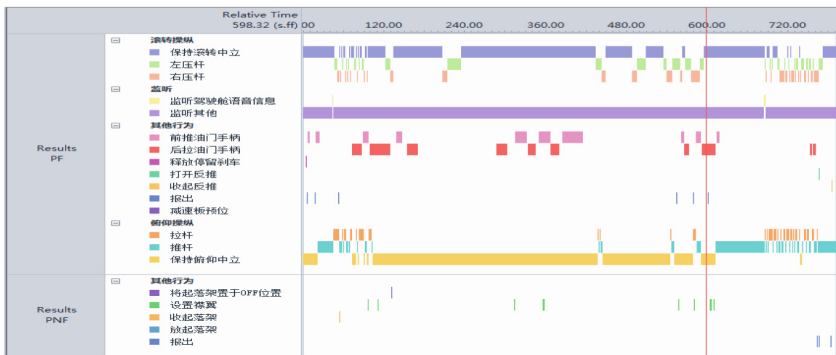 Relative Time
598.32 (s.ff) 00 120.00 240.00 360.00 480.00 600.00 720.00
滚转操纵
保持滚转中立
左压杆
右压杆
监听
监听驾驶舱语音信息
监听其他
其他行为
前推油门手柄
后拉油门手柄
释放停留刹车
打开反推
收起反推
报出
减速板预位
俯仰操纵
拉杆
推杆
保持俯仰中立
Results
PF
其他行为
将起落架置于OFF位置
设置襟翼
收起落架
放起落架
报出
Results
PNF